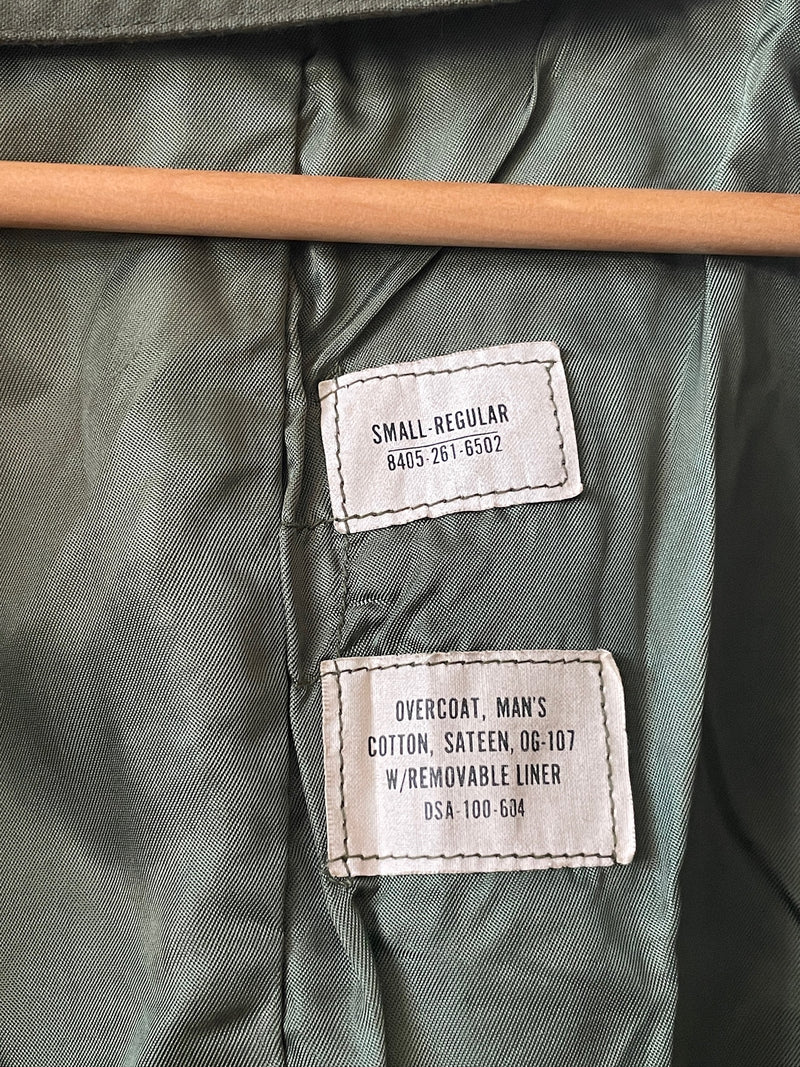 SMALL-REGULAR
8405-261-6502
OVERCOAT, MAN'S
COTTON, SATEEN, OG-107
W/REMOVABLE LINER
DSA-100-604